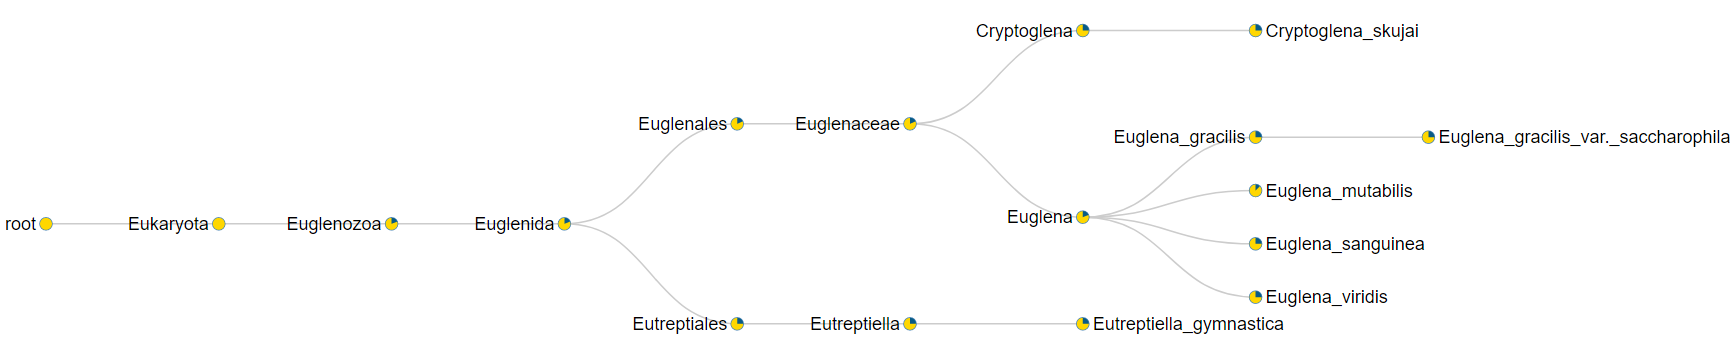 Cryptoglena
Cryptoglena_skujai
Euglenales
Euglenaceae
Euglena_gracilis
Euglena_gracilis_var._saccharophila
Euglena_mutabilis
root
Eukaryota
Euglenozoa
Euglenida
Euglena
Euglena_sanguinea
Euglena_viridis
Eutreptiales
Eutreptiella
Eutreptiella_gymnastica